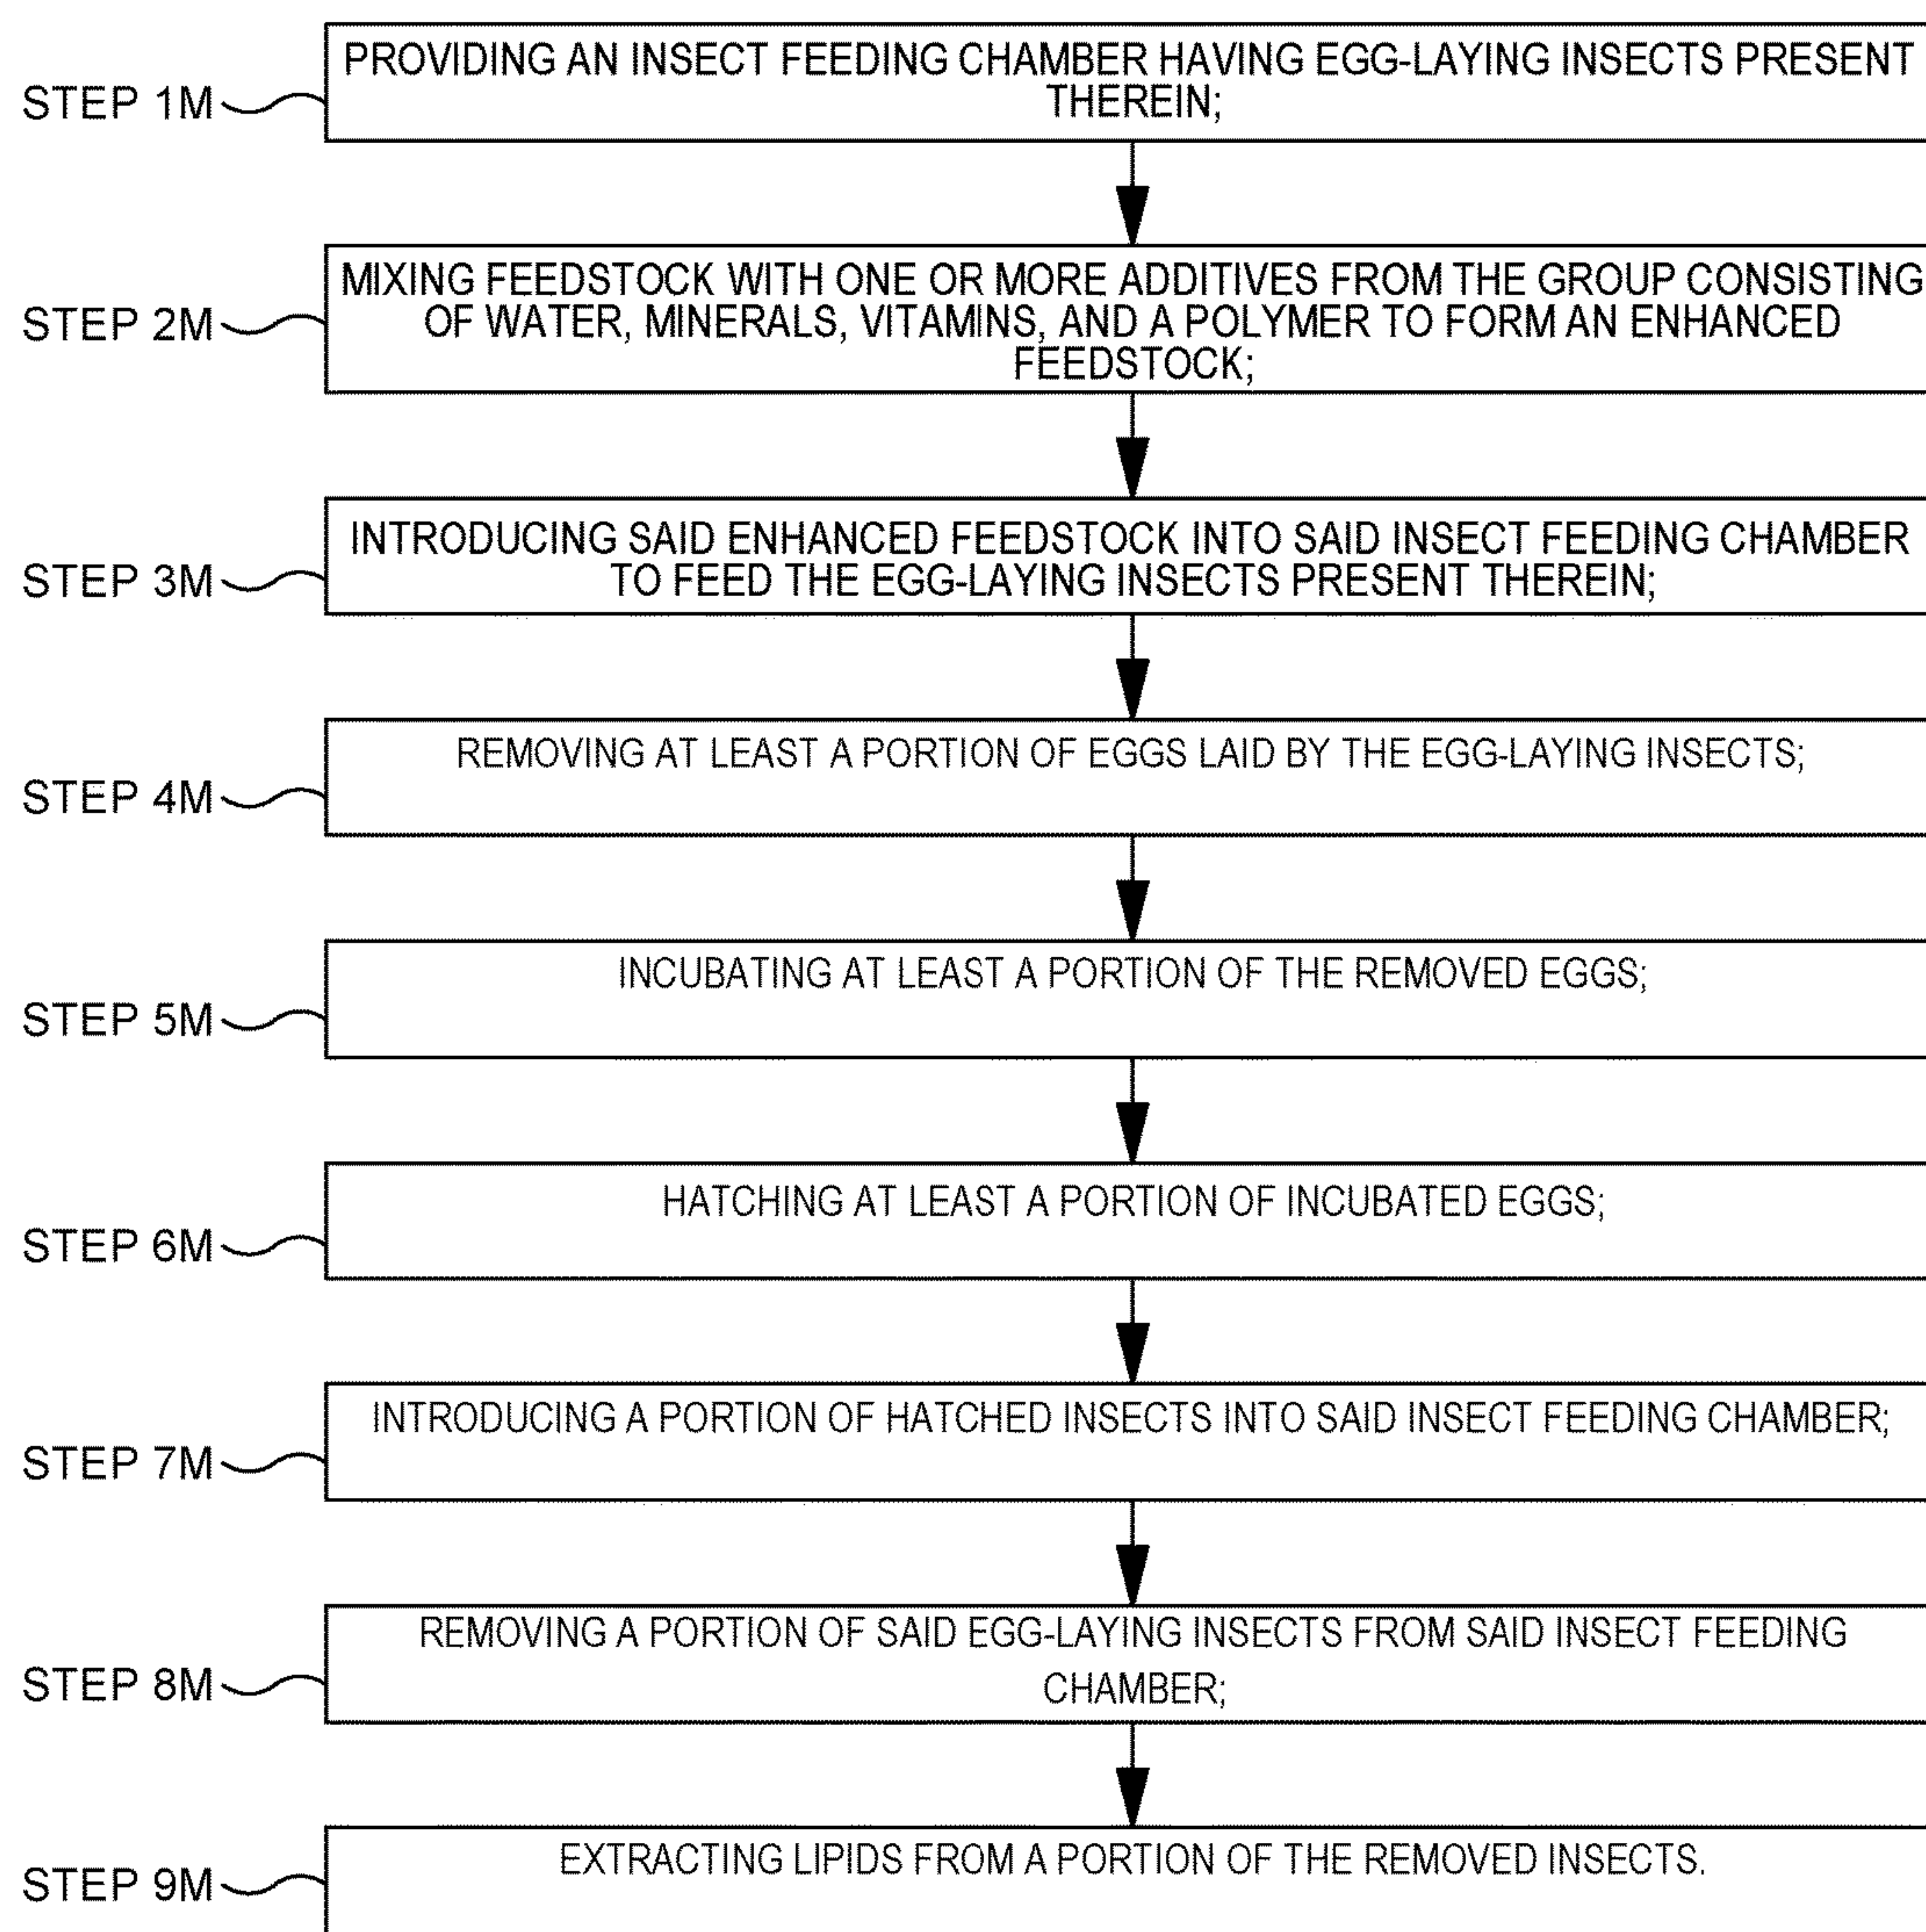 STEP 1M
PROVIDING AN INSECT FEEDING CHAMBER HAVING EGG-LAYING INSECTS PRESENT
THEREIN;
STEP 2M
MIXING FEEDSTOCK WITH ONE OR MORE ADDITIVES FROM THE GROUP CONSISTING
OF WATER, MINERALS, VITAMINS, AND A POLYMER TO FORM AN ENHANCED
FEEDSTOCK;
STEP 3M
INTRODUCING SAID ENHANCED FEEDSTOCK INTO SAID INSECT FEEDING CHAMBER
TO FEED THE EGG-LAYING INSECTS PRESENT THEREIN;
STEP 4M
REMOVING AT LEAST A PORTION OF EGGS LAID BY THE EGG-LAYING INSECTS;
STEP 5M
INCUBATING AT LEAST A PORTION OF THE REMOVED EGGS;
STEP 6M
HATCHING AT LEAST A PORTION OF INCUBATED EGGS;
STEP 7M
INTRODUCING A PORTION OF HATCHED INSECTS INTO SAID INSECT FEEDING CHAMBER;
STEP 8M
REMOVING A PORTION OF SAID EGG-LAYING INSECTS FROM SAID INSECT FEEDING
CHAMBER;
STEP 9M
EXTRACTING LIPIDS FROM A PORTION OF THE REMOVED INSECTS.